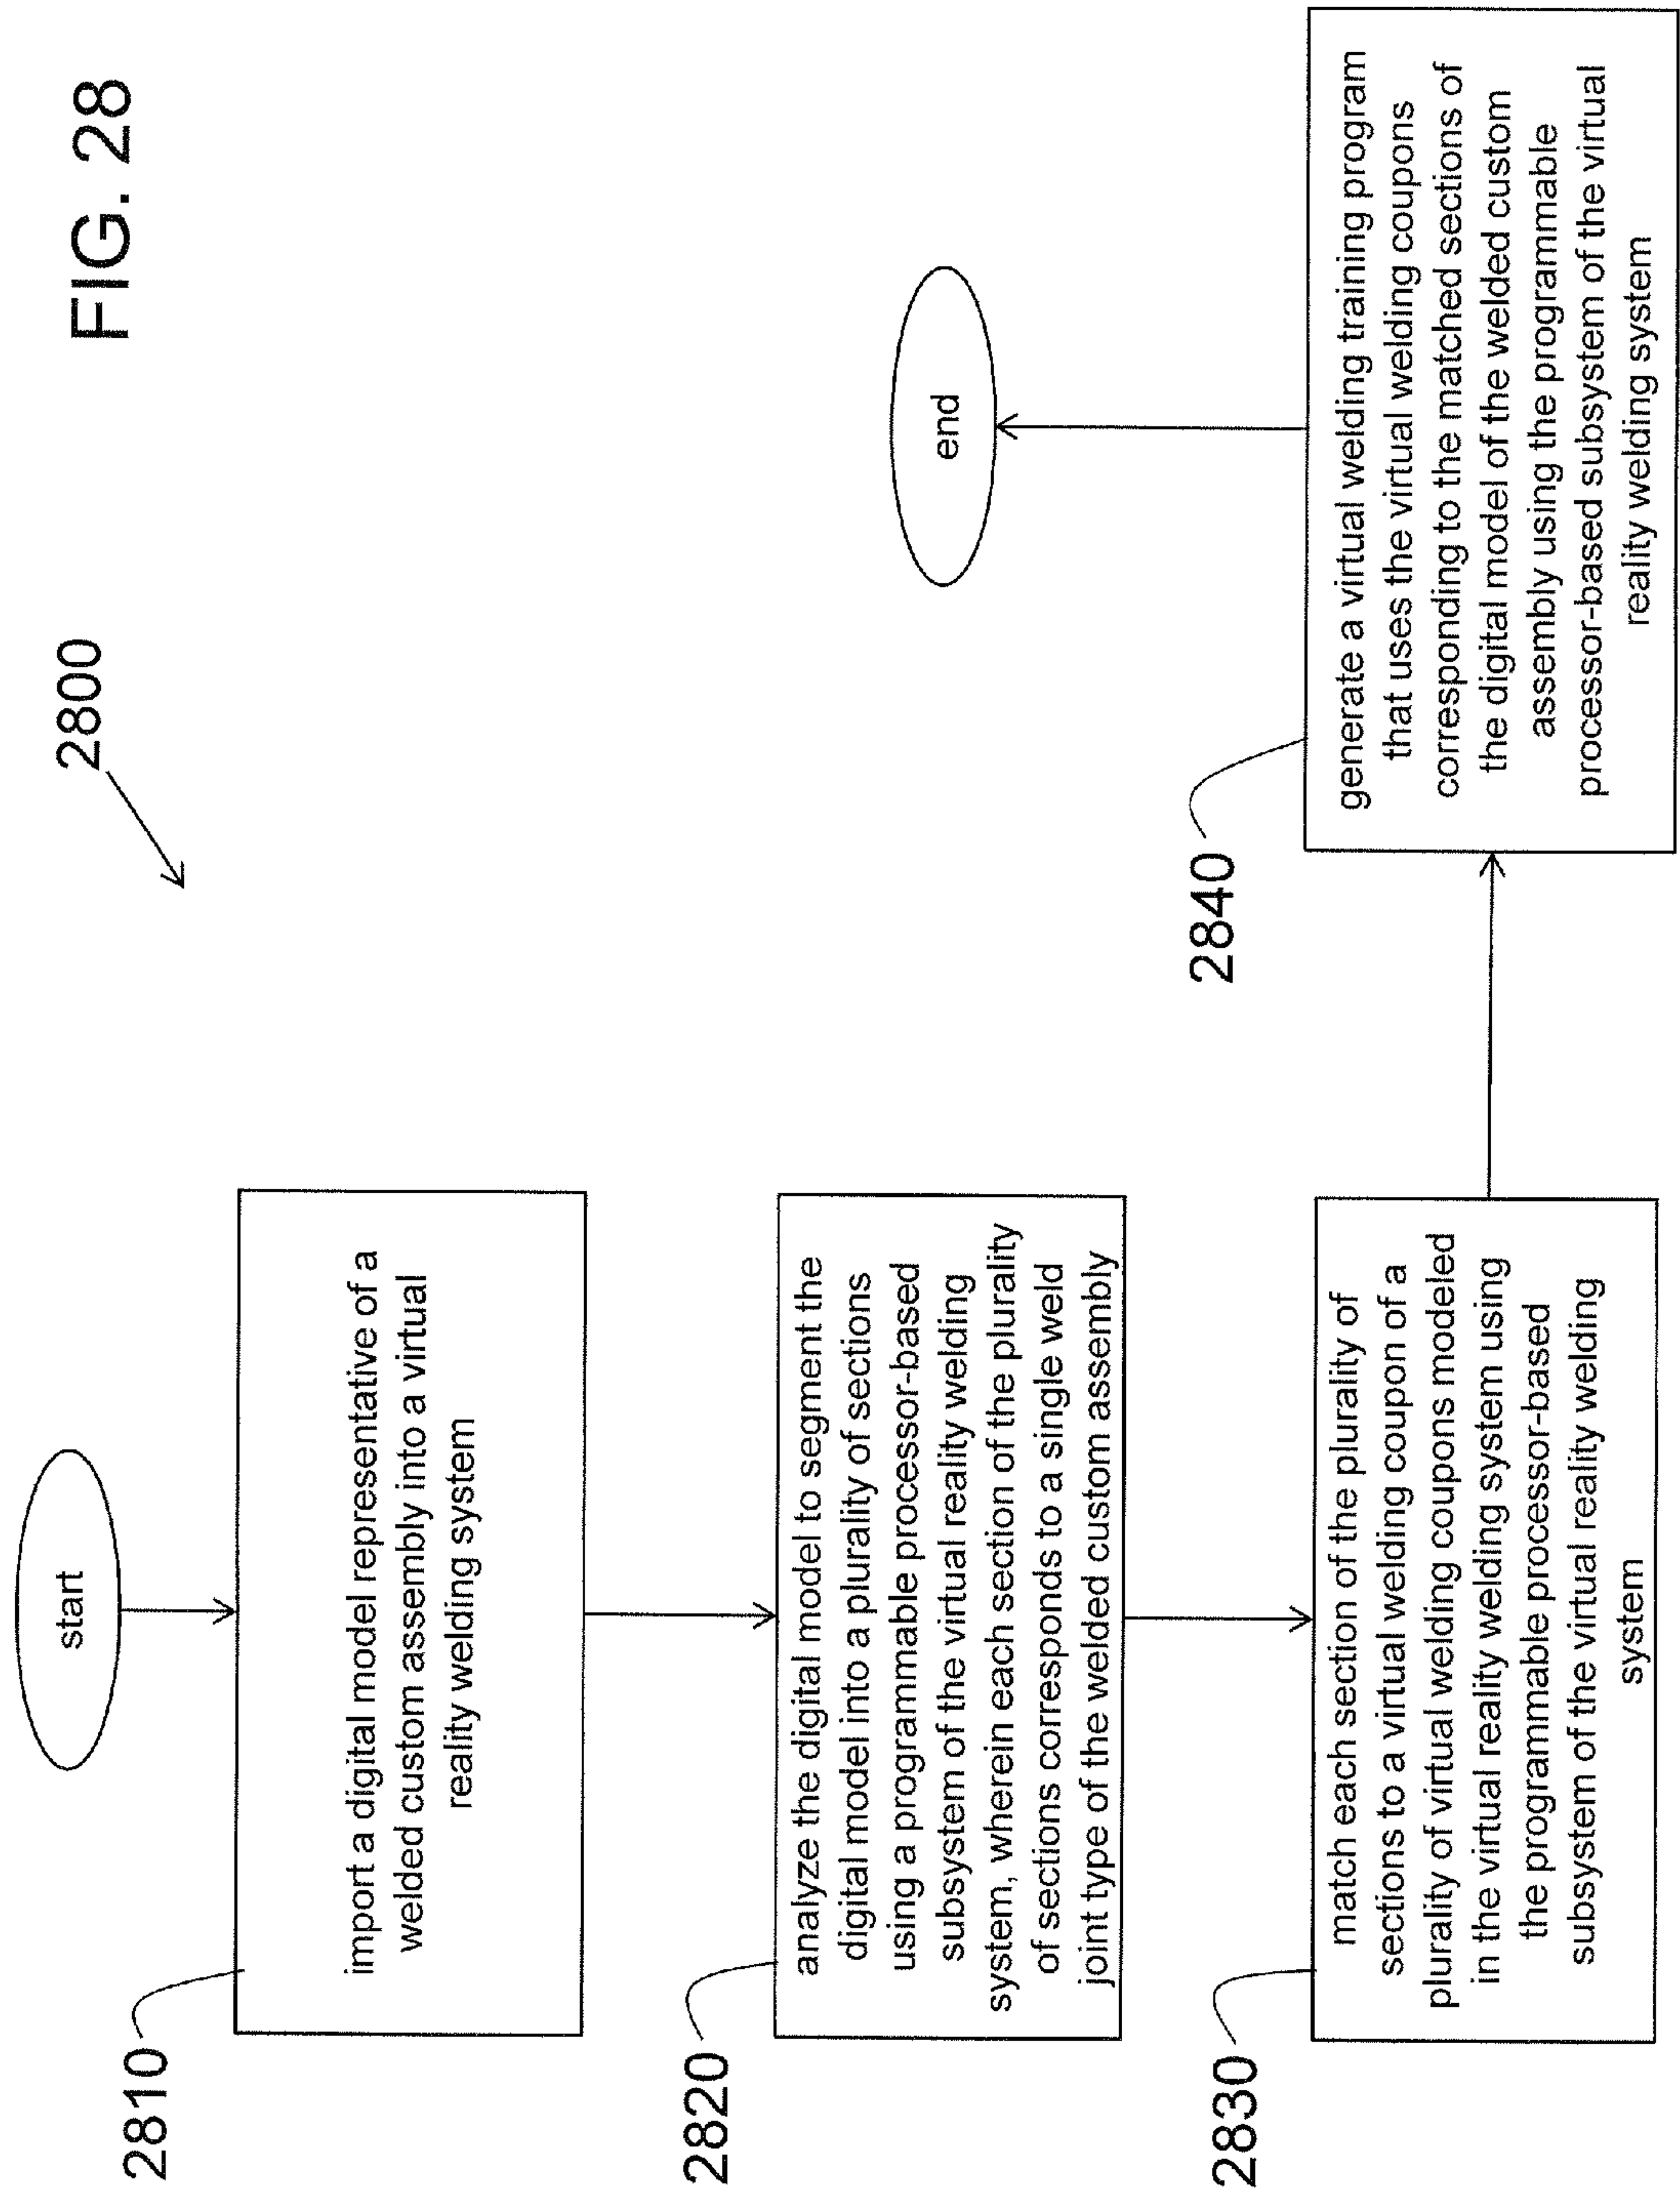 FIG. 28
2800
start
2810
import a digital model representative of a
welded custom assembly into a virtual
reality welding system
2820
analyze the digital model to segment the
digital model into a plurality of sections
using a programmable processor-based
subsystem of the virtual reality welding
system, wherein each section of the plurality
of sections corresponds to a single weld
joint type of the welded custom assembly
2830
match each section of the plurality of
sections to a virtual welding coupon of a
plurality of virtual welding coupons modeled
in the virtual reality welding system using
the programmable processor-based
subsystem of the virtual reality welding
system
2840
generate a virtual welding training program
that uses the virtual welding coupons
corresponding to the matched sections of
the digital model of the welded custom
assembly using the programmable
processor-based subsystem of the virtual
reality welding system
end